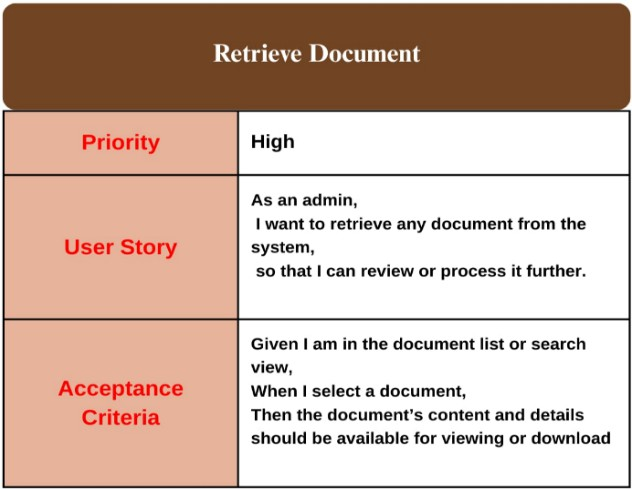 Retrieve Document
Priority
High
User Story
As an admin,
I want to retrieve any document from the
system,
so that I can review or process it further.
Acceptance
Criteria
Given I am in the document list or search
view,
When I select a document,
Then the document’s content and details
should be available for viewing or download